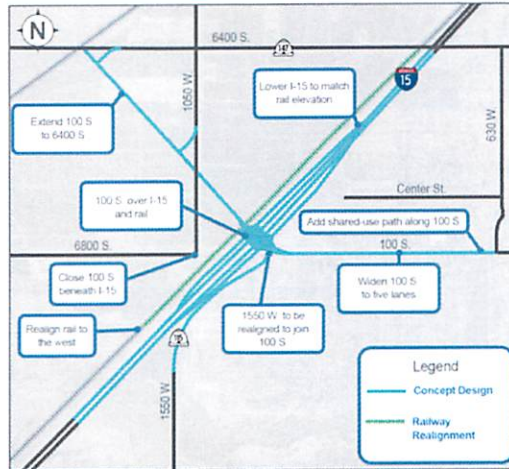 N
6400 S.
147
INTERSTATE
15
Lower I-15 to match
rail elevation
1050 W.
630 W.
Extend 100 S
to 6400 S
Center St.
100 S. over I-15
and rail
Add shared-use path along 100 S
6800 S.
100 S.
Close 100 S
beneath I-15
Widen 100 S
to five lanes
1550 W. to be
realigned to join
100 S
Realign rail to
the west
1550 W.
Legend
Concept Design
Railway
Realignment